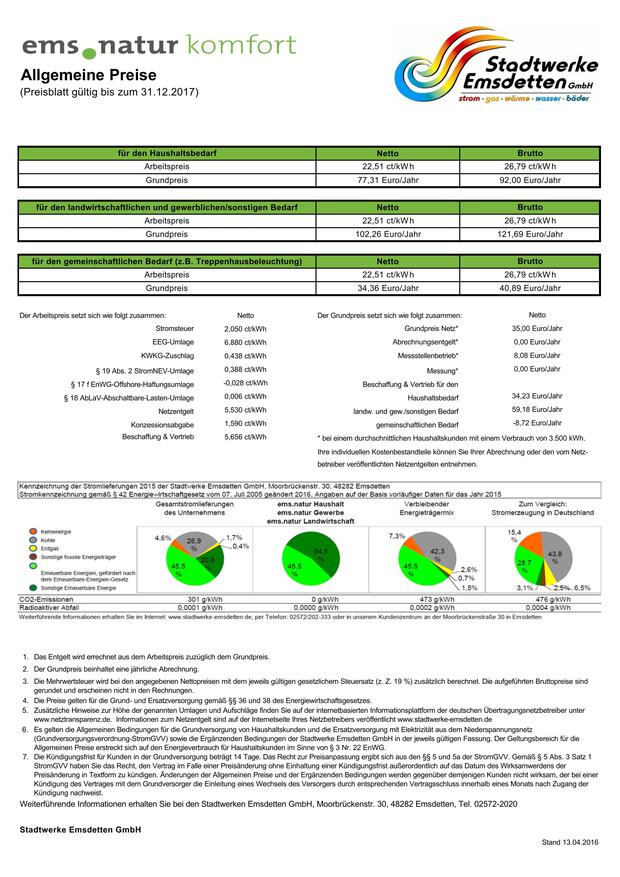 ems.natur komfort
Allgemeine Preise
(Preisblatt gültig bis zum 31.12.2017)
Stadtwerke
Emsdetten GmbH
strom - gas - wärme - wasser - bäder
für den Haushaltsbedarf Netto Brutto
Arbeitspreis 22,51 ct/kWh 26,79 ct/kWh
Grundpreis 77,31 Euro/Jahr 92,00 Euro/Jahr
für den landwirtschaftlichen und gewerblichen/sonstigen Bedarf Netto Brutto
Arbeitspreis 22,51 ct/kWh 26,79 ct/kWh
Grundpreis 102,26 Euro/Jahr 121,69 Euro/Jahr
für den gemeinschaftlichen Bedarf (z.B. Treppenhausbeleuchtung) Netto Brutto
Arbeitspreis 22,51 ct/kWh 26,79 ct/kWh
Grundpreis 34,36 Euro/Jahr 40,89 Euro/Jahr
Der Arbeitspreis setzt sich wie folgt zusammen: Netto
Stromsteuer 2,050 ct/kWh
EEG-Umlage 6,880 ct/kWh
KWKG-Zuschlag 0,438 ct/kWh
§ 19 Abs. 2 StromNEV-Umlage 0,388 ct/kWh
§ 17 f EnWG-Offshore-Haftungsumlage -0,028 ct/kWh
§ 18 AbLaV-Abschaltbare-Lasten-Umlage 0,006 ct/kWh
Netzentgelt 5,530 ct/kWh
Konzessionsabgabe 1,590 ct/kWh
Beschaffung & Vertrieb 5,656 ct/kWh
Der Grundpreis setzt sich wie folgt zusammen: Netto
Grundpreis Netz* 35,00 Euro/Jahr
Abrechnungsentgelt* 0,00 Euro/Jahr
Messstellenbetrieb* 8,08 Euro/Jahr
Messung* 0,00 Euro/Jahr
Beschaffung & Vertrieb für den
Haushaltsbedarf 34,23 Euro/Jahr
landw. und gew./sonstigen Bedarf 59,18 Euro/Jahr
gemeinschaftlichen Bedarf -8,72 Euro/Jahr
* bei einem durchschnittlichen Haushaltskunden mit einem Verbrauch von 3.500 kWh.
Ihre individuellen Kostenbestandteile können Sie Ihrer Abrechnung oder den vom Netz-
betreiber veröffentlichten Netzentgelten entnehmen.
Kennzeichnung der Stromlieferungen 2015 der Stadtwerke Emsdetten GmbH. Moorbrückenstr. 30, 48282 Emsdetten
Stromkennzeichnung gemäß § 42 Energiewirtschaftsgesetz vom 07. Juli 2005 geändert 2016, Angaben auf der Basis vorläufiger Daten für das Jahr 2015
Gesamtstromlieferungen
des Unternehmens
ems.natur Haushalt
ems.natur Gewerbe
ems.natur Landwirtschaft
Verbleibender
Energieträgermix
Zum Vergleich:
Stromerzeugung in Deutschland
Kernenergie
Kohle
Erdgas
Sonstige fossile Energieträger
Erneuerbare Energien, gefördert nach
dem Erneuerbare-Energien-Gesetz
Sonstige Erneuerbare Energie
4,6% 26,9 % 1,7% 0,4% 45,5 %
54,5 % 45,5 %
7,3% 42,3 % 2,6% 0,7% 1,5% 45,5 %
15,4 % 43,8 % 28,7 % 3,1% 2,5% 6,5%
CO2-Emissionen 301 g/kWh 0 g/kWh 473 g/kWh 476 g/kWh
Radioaktiver Abfall 0,0001 g/kWh 0,0000 g/kWh 0,0002 g/kWh 0,0004 g/kWh
Weiterführende Informationen erhalten Sie im Internet: www.stadtwerke-emsdetten.de, per Telefon: 02572/202-333 oder in unserem Kundenzentrum an der Moorbrückenstraße 30 in Emsdetten
1. Das Entgelt wird errechnet aus dem Arbeitspreis zuzüglich dem Grundpreis.
2. Der Grundpreis beinhaltet eine jährliche Abrechnung.
3. Die Mehrwertsteuer wird bei den angegebenen Nettopreisen mit dem jeweils gültigen gesetzlichem Steuersatz (z. Z. 19 %) zusätzlich berechnet. Die aufgeführten Bruttopreise sind
gerundet und erscheinen nicht in den Rechnungen.
4. Die Preise gelten für die Grund- und Ersatzversorgung gemäß §§ 36 und 38 des Energiewirtschaftsgesetzes.
5. Zusätzliche Hinweise zur Höhe der genannten Umlagen und Aufschläge finden Sie auf der internetbasierten Informationsplattform der deutschen Übertragungsnetzbetreiber unter
www.netztransparenz.de. Informationen zum Netzentgelt sind auf der Internetseite Ihres Netzbetreibers veröffentlicht www.stadtwerke-emsdetten.de
6. Es gelten die Allgemeinen Bedingungen für die Grundversorgung von Haushaltskunden und die Ersatzversorgung mit Elektrizität aus dem Niederspannungsnetz
(Grundversorgungsverordnung-StromGVV) sowie die Ergänzenden Bedingungen der Stadtwerke Emsdetten GmbH in der jeweils gültigen Fassung. Der Geltungsbereich für die
Allgemeinen Preise erstreckt sich auf den Energieverbrauch für Haushaltskunden im Sinne von § 3 Nr. 22 EnWG.
7. Die Kündigungsfrist für Kunden in der Grundversorgung beträgt 14 Tage. Das Recht zur Preisanpassung ergibt sich aus den §§ 5 und 5a der StromGVV. Gemäß § 5 Abs. 3 Satz 1
StromGVV haben Sie das Recht, den Vertrag im Falle einer Preisänderung ohne Einhaltung einer Kündigungsfrist außerordentlich auf das Datum des Wirksamwerdens der
Preisänderung in Textform zu kündigen. Änderungen der Allgemeinen Preise und der Ergänzenden Bedingungen werden gegenüber demjenigen Kunden nicht wirksam, der bei einer
Kündigung des Vertrages mit dem Grundversorger die Einleitung eines Wechsels des Versorgers durch entsprechenden Vertragsschluss innerhalb eines Monats nach Zugang der
Kündigung nachweist.
Weiterführende Informationen erhalten Sie bei den Stadtwerken Emsdetten GmbH, Moorbrückenstr. 30, 48282 Emsdetten, Tel. 02572-2020
Stadtwerke Emsdetten GmbH
Stand 13.04.2016